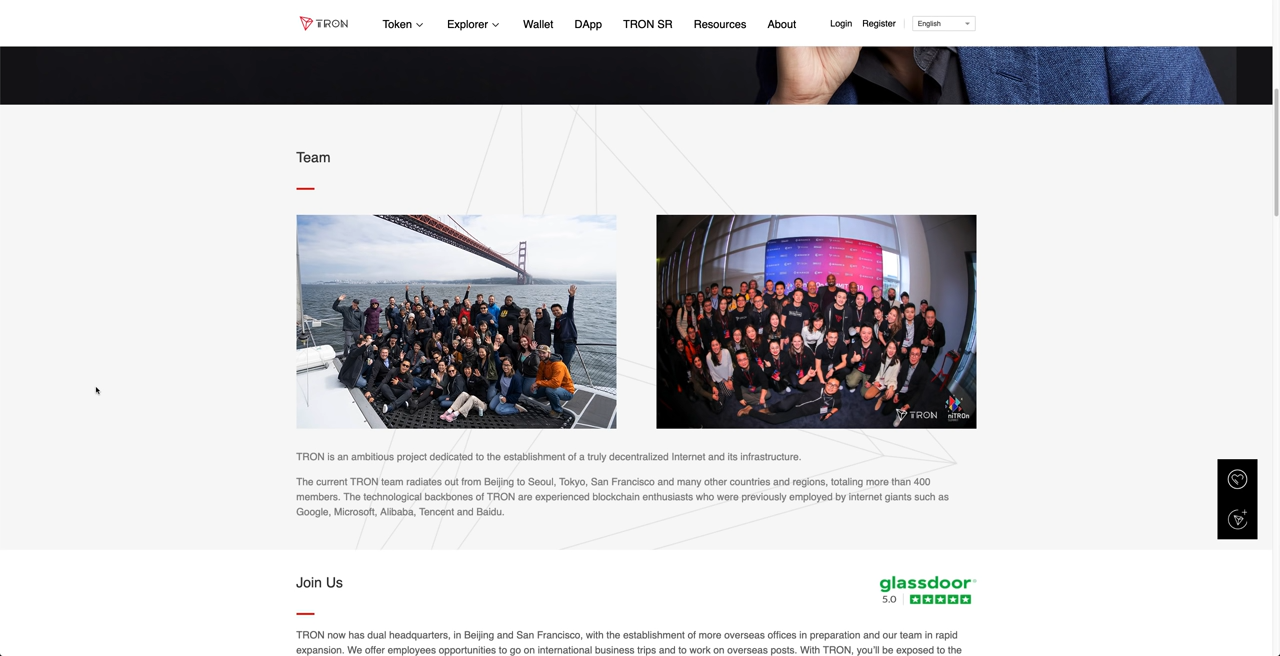 TRON
Token
Explorer
Wallet
DApp
TRON SR
Resources
About
Login
Register
English
Team
TRON
niTROn
TRON is an ambitious project dedicated to the establishment of a truly decentralized Internet and its infrastructure.
The current TRON team radiates out from Beijing to Seoul, Tokyo, San Francisco and many other countries and regions, totaling more than 400
members. The technological backbones of TRON are experienced blockchain enthusiasts who were previously employed by internet giants such as
Google, Microsoft, Alibaba, Tencent and Baidu.
Join Us
glassdoor
5.0
TRON now has dual headquarters, in Beijing and San Francisco, with the establishment of more overseas offices in preparation and our team in rapid
expansion. We offer employees opportunities to go on international business trips and to work on overseas posts. With TRON, you'll be exposed to the